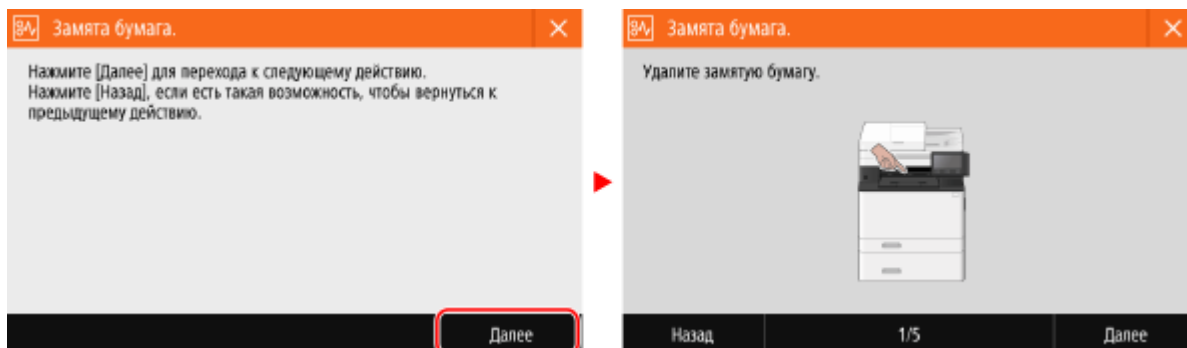 Замята бумага.
Нажмите [Далее] для перехода к следующему действию.
Нажмите [Назад], если есть такая возможность, чтобы вернуться к
предыдущему действию.
Далее
Замята бумага.
Удалите замятую бумагу.
Назад
1/5
Далее